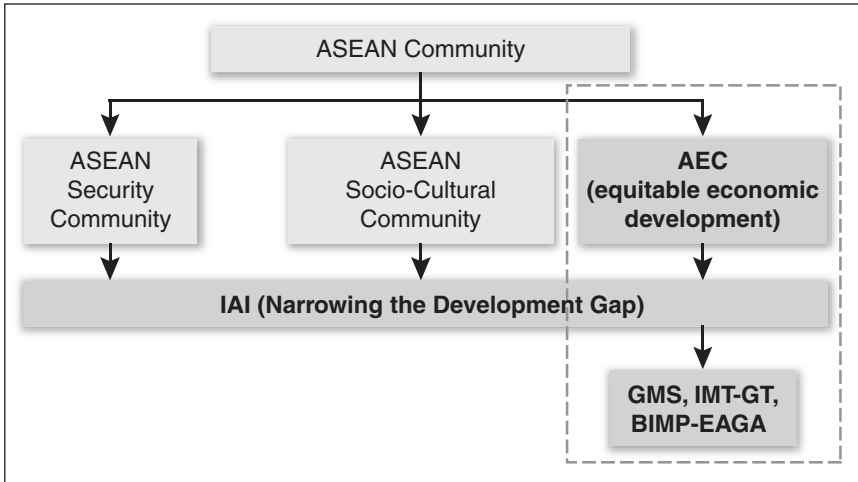 ASEAN Community
ASEAN
Security
Community
ASEAN
Socio-Cultural
Community
AEC
(equitable economic
development)
IAI (Narrowing the Development Gap)
GMS, IMT-GT,
BIMP-EAGA